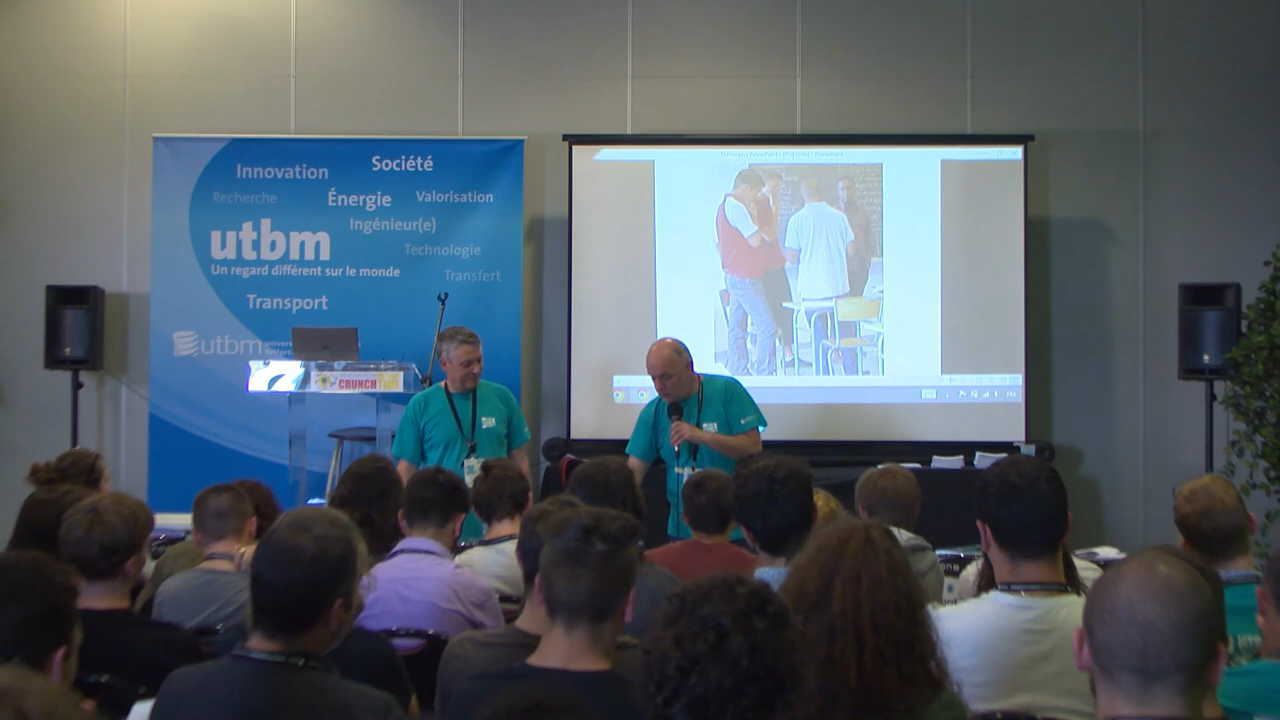 Innovation
Société
Recherche
Énergie
Valorisation
Ingénieur(e)
utbm
Technologie
Un regard différent sur le monde
Transfert
Transport
utbm
CRUNCH